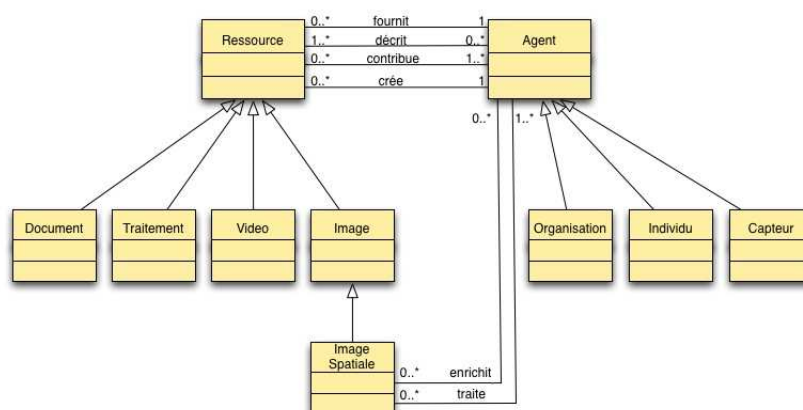 0..* fournit 1
Ressource
Agent
1..* décrit 0..*
0..* contribue 1..*
0..* crée 1
0..* 1..*
Document
Traitement
Video
Image
Organisation
Individu
Capteur
Image
Spatiale
0..* enrichit
0..* traite